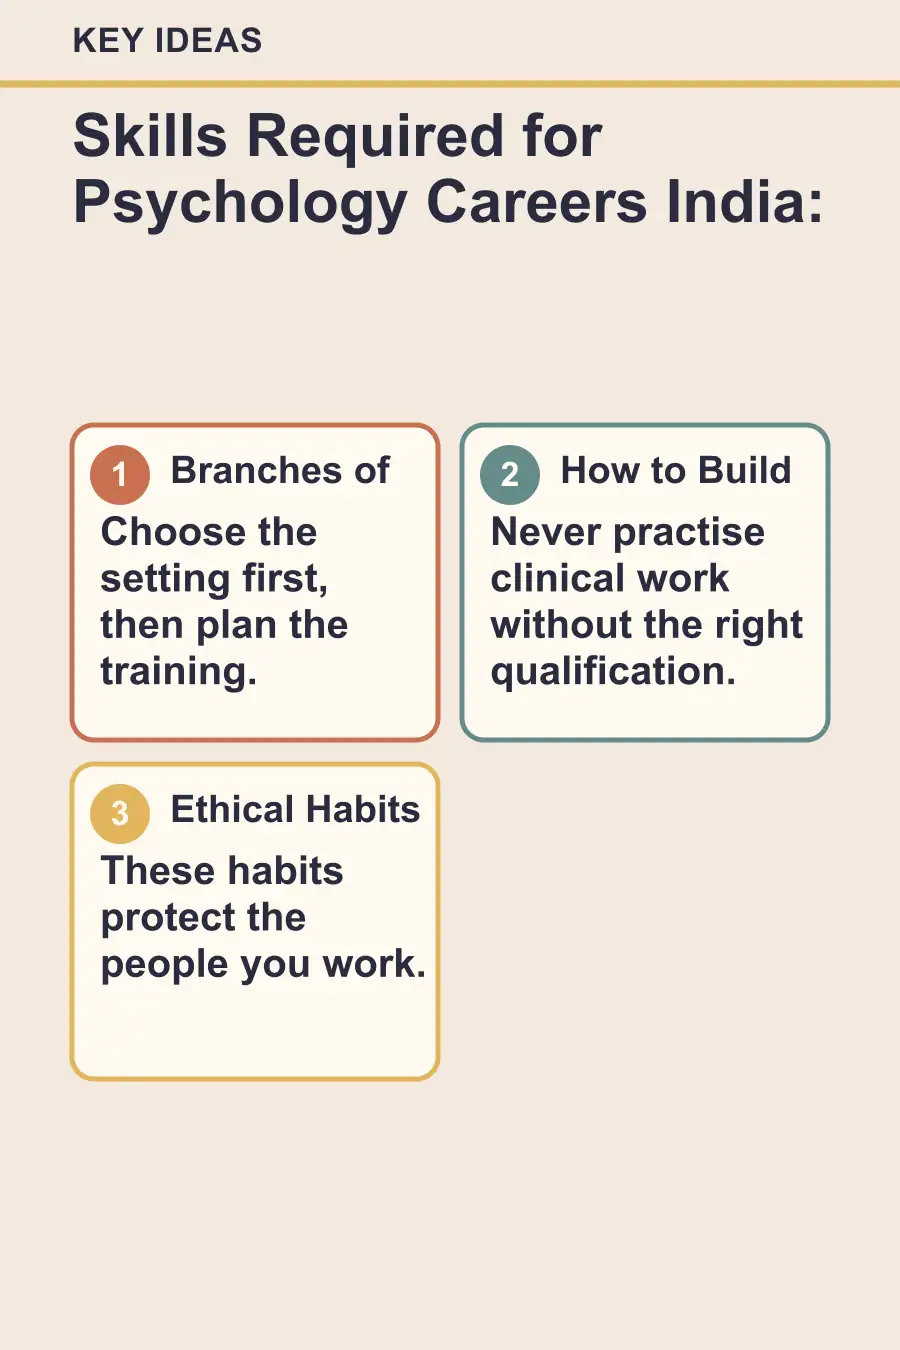 KEY IDEAS
Skills Required for
Psychology Careers India:
1 Branches of
Choose the
setting first,
then plan the
training.
2 How to Build
Never practise
clinical work
without the right
qualification.
3 Ethical Habits
These habits
protect the
people you work.